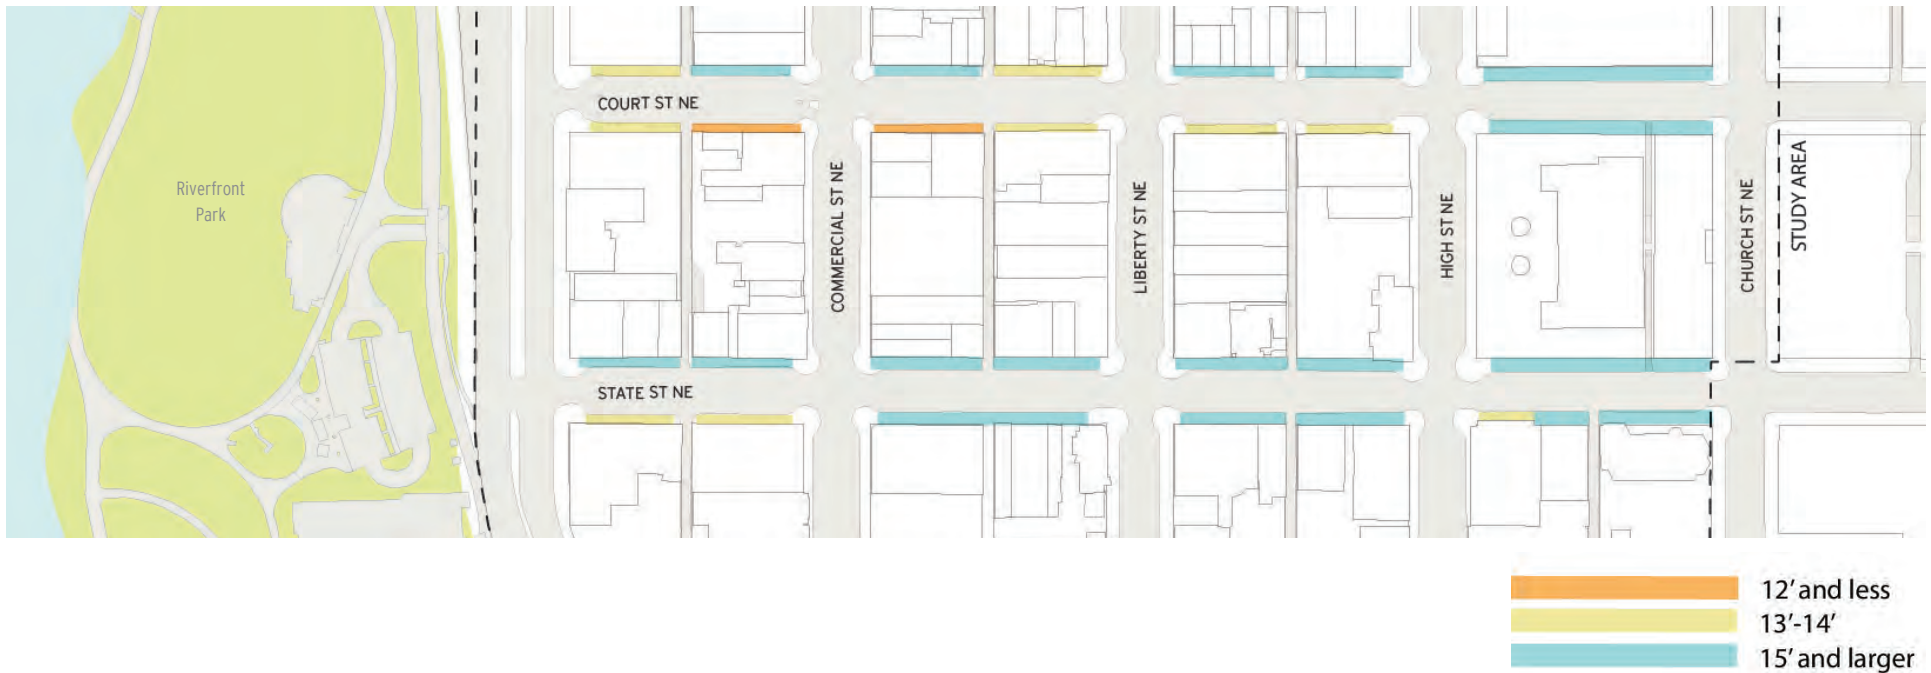 COURT ST NE
Riverfront
Park
COMMERCIAL ST NE
LIBERTY ST NE
HIGH ST NE
CHURCH ST NE
STUDY AREA
STATE ST NE
12' and less
13'-14'
15' and larger